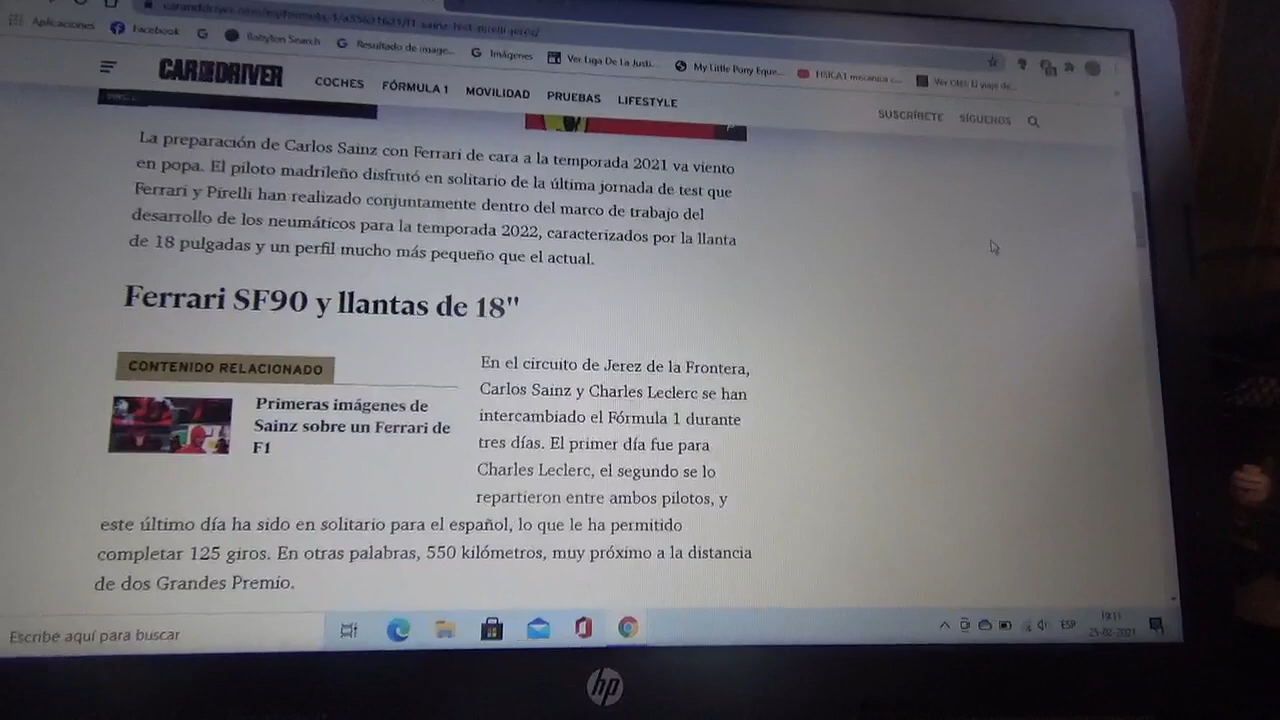 Aplicaciones
Facebook
Babylon Search
Resultado de image...
Imágenes
Ver Liga De La Justi...
My Little Pony Eque...
CAR AND DRIVER
COCHES
FÓRMULA 1
MOVILIDAD
PRUEBAS
LIFESTYLE
SUSCRÍBETE
SÍGUENOS
La preparación de Carlos Sainz con Ferrari de cara a la temporada 2021 va viento
en popa. El piloto madrileño disfrutó en solitario de la última jornada de test que
Ferrari y Pirelli han realizado conjuntamente dentro del marco de trabajo del
desarrollo de los neumáticos para la temporada 2022, caracterizados por la llanta
de 18 pulgadas y un perfil mucho más pequeño que el actual.
Ferrari SF90 y llantas de 18"
CONTENIDO RELACIONADO
Primeras imágenes de
Sainz sobre un Ferrari de
F1
En el circuito de Jerez de la Frontera,
Carlos Sainz y Charles Leclerc se han
intercambiado el Fórmula 1 durante
tres días. El primer día fue para
Charles Leclerc, el segundo se lo
repartieron entre ambos pilotos, y
este último día ha sido en solitario para el español, lo que le ha permitido
completar 125 giros. En otras palabras, 550 kilómetros, muy próximo a la distancia
de dos Grandes Premio.
Escribe aquí para buscar
ESP
19:11
25-02-2021
hp